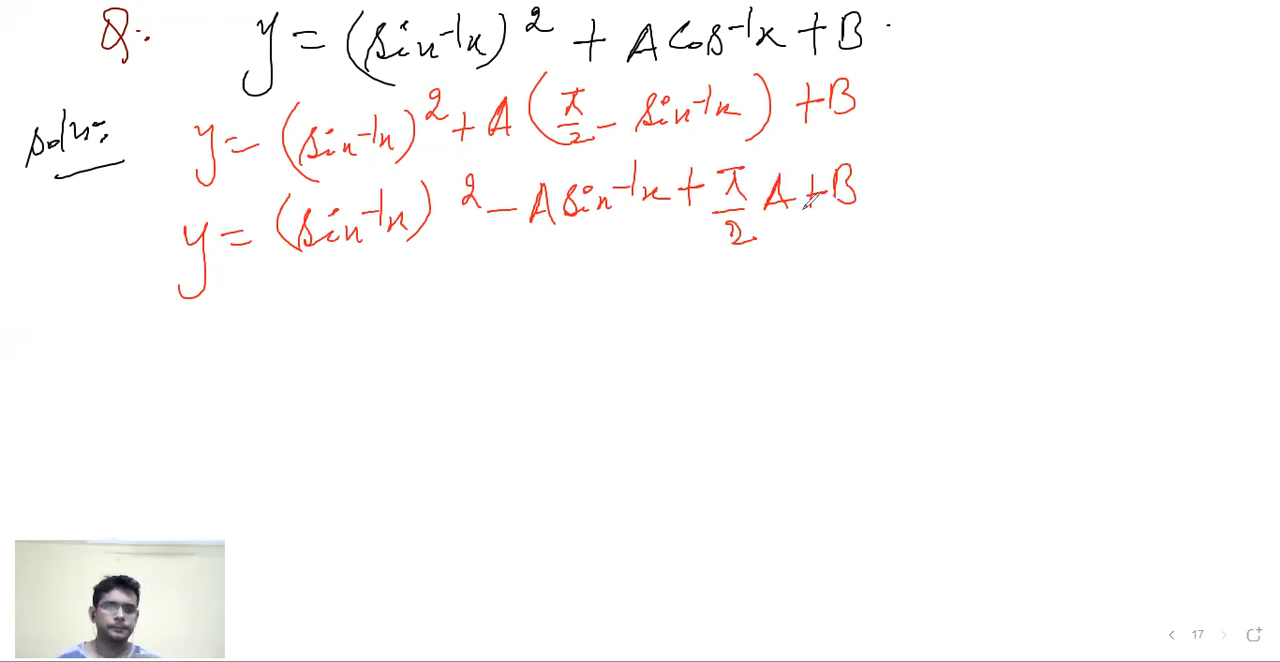 Q:. y = (sin⁻¹x)² + A cos⁻¹x + B .
Soln: y = (sin⁻¹x)² + A (π/2 - sin⁻¹x) + B
y = (sin⁻¹x)² - A sin⁻¹x + π/2 A + B
17